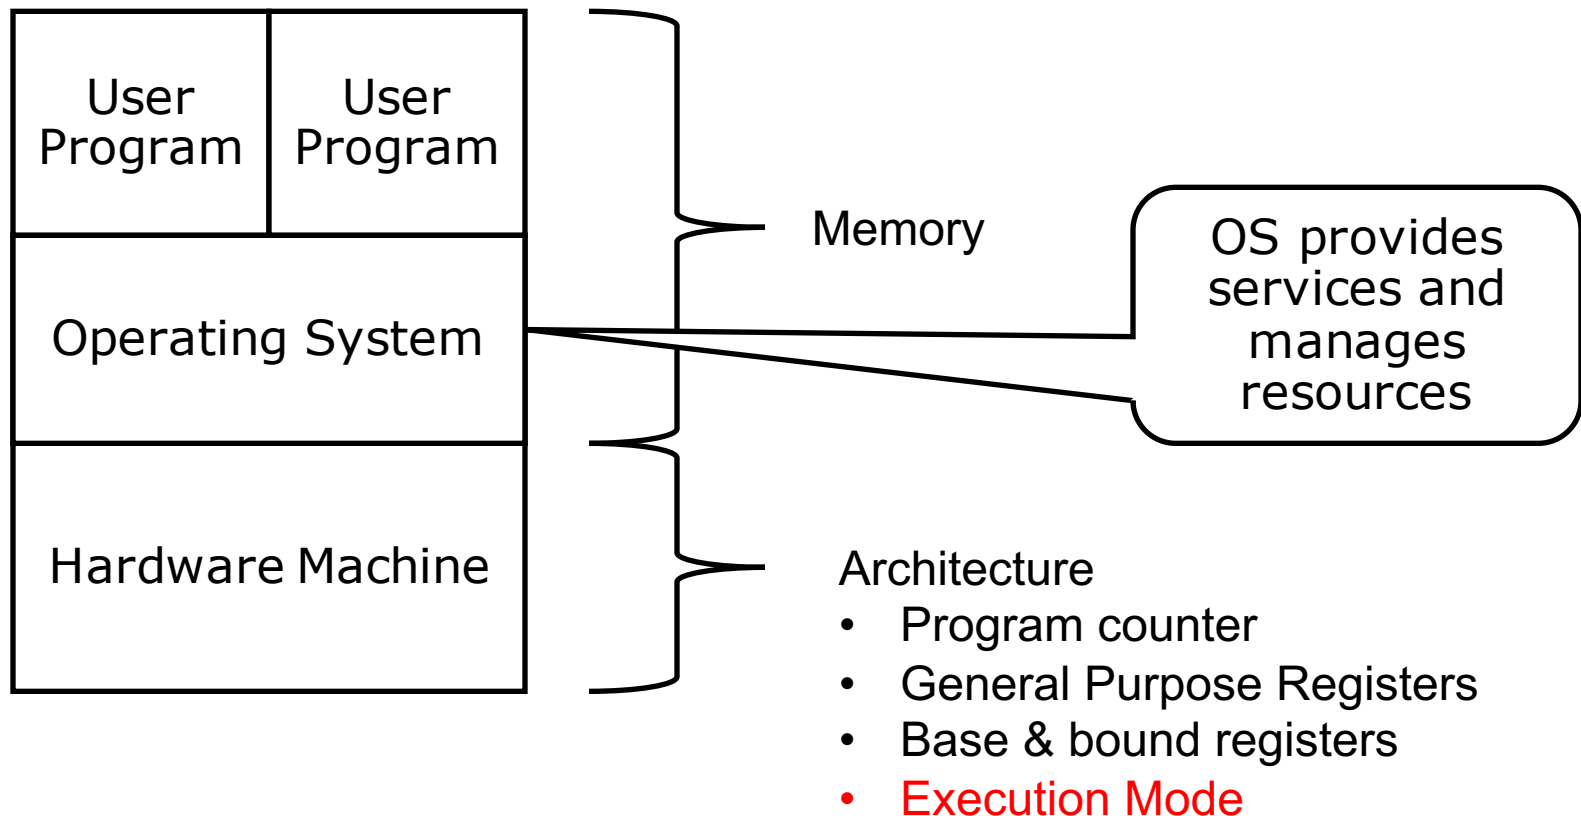 User
Program
User
Program
Operating System
Hardware Machine
Memory
OS provides
services and
manages
resources
Architecture
• Program counter
• General Purpose Registers
• Base & bound registers
• Execution Mode